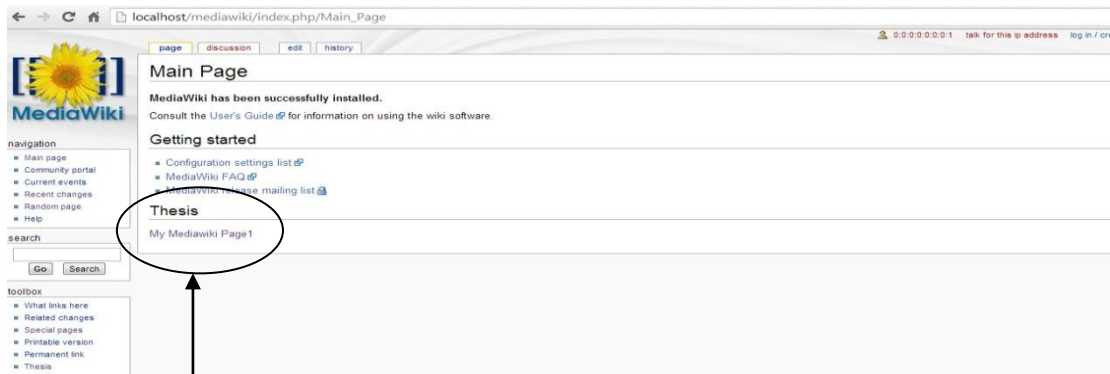 localhost/mediawiki/index.php/Main_Page
0:0:0:0:0:0:0:1 talk for this ip address log in / cre
page discussion edit history
Main Page
MediaWiki has been successfully installed.
Consult the User's Guide for information on using the wiki software.
Getting started
Configuration settings list
MediaWiki FAQ
MediaWiki release mailing list
Thesis
My Mediawiki Page1
[[ ]]
MediaWiki
navigation
Main page
Community portal
Current events
Recent changes
Random page
Help
search
Go Search
toolbox
What links here
Related changes
Special pages
Printable version
Permanent link
Thesis